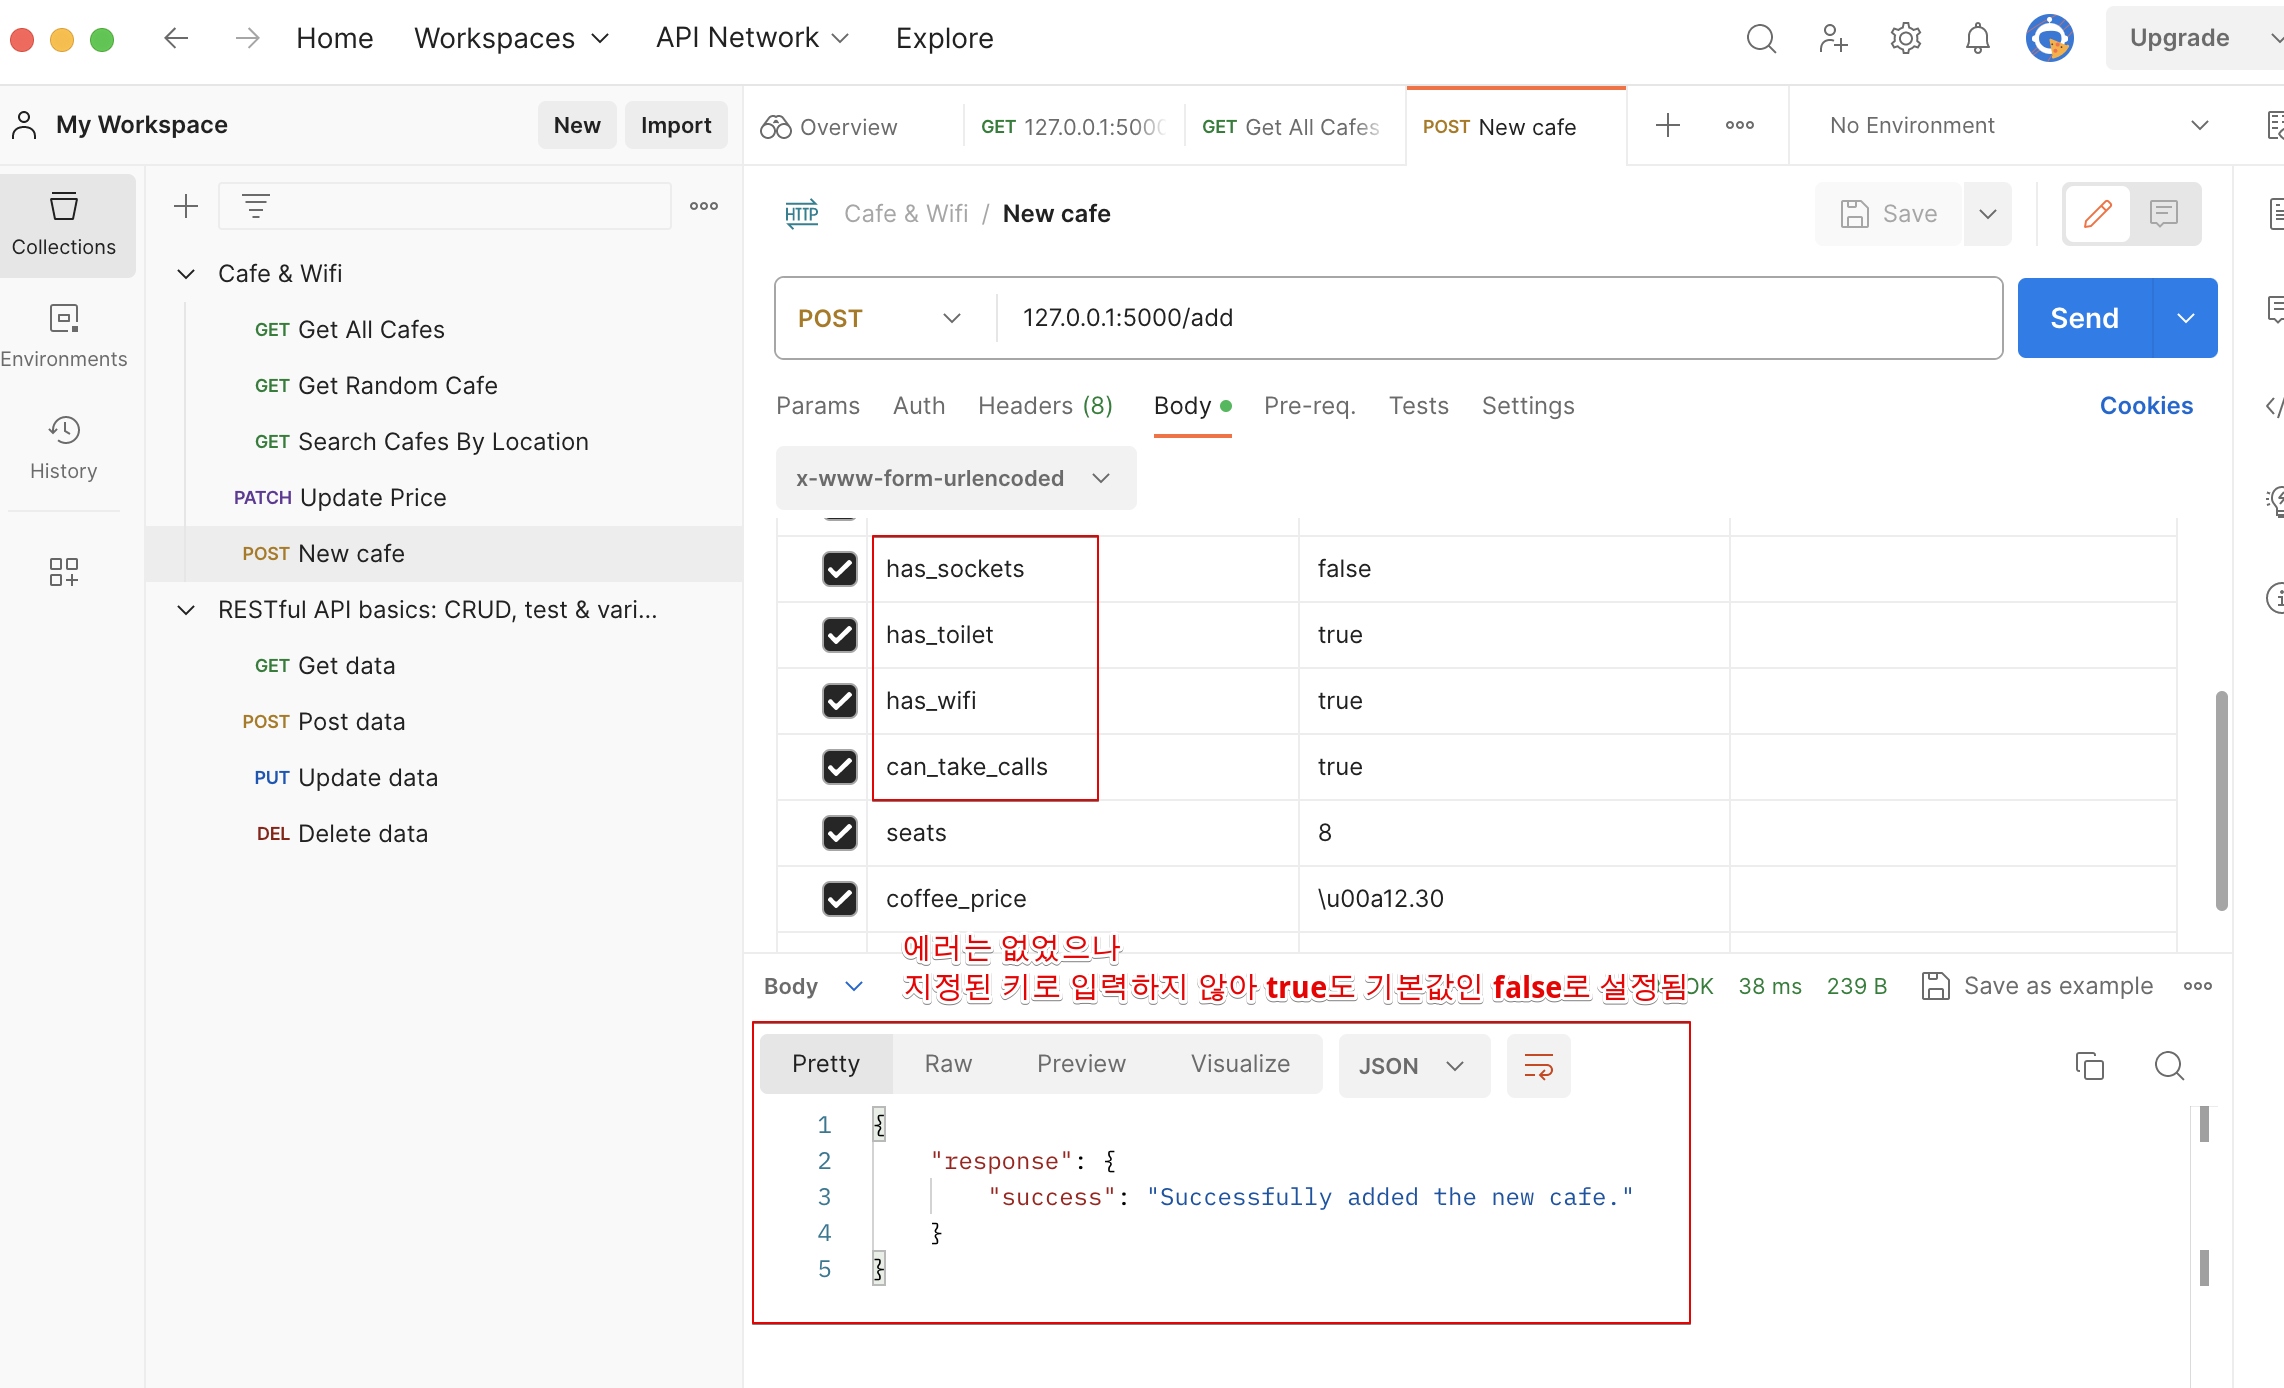 Home Workspaces API Network Explore Upgrade
My Workspace New Import
Overview GET 127.0.0.1:5000 GET Get All Cafes POST New cafe No Environment
Collections
Environments
History
Cafe & Wifi
GET Get All Cafes
GET Get Random Cafe
GET Search Cafes By Location
PATCH Update Price
POST New cafe
RESTful API basics: CRUD, test & vari...
GET Get data
POST Post data
PUT Update data
DEL Delete data
HTTP Cafe & Wifi / New cafe Save
POST 127.0.0.1:5000/add Send
Params Auth Headers (8) Body Pre-req. Tests Settings Cookies
x-www-form-urlencoded
has_sockets false
has_toilet true
has_wifi true
can_take_calls true
seats 8
coffee_price \u00a12.30
에러는 없었으나
지정된 키로 입력하지 않아 true도 기본값인 false로 설정됨
Body OK 38 ms 239 B Save as example
Pretty Raw Preview Visualize JSON
1 {
2 "response": {
3 "success": "Successfully added the new cafe."
4 }
5 }